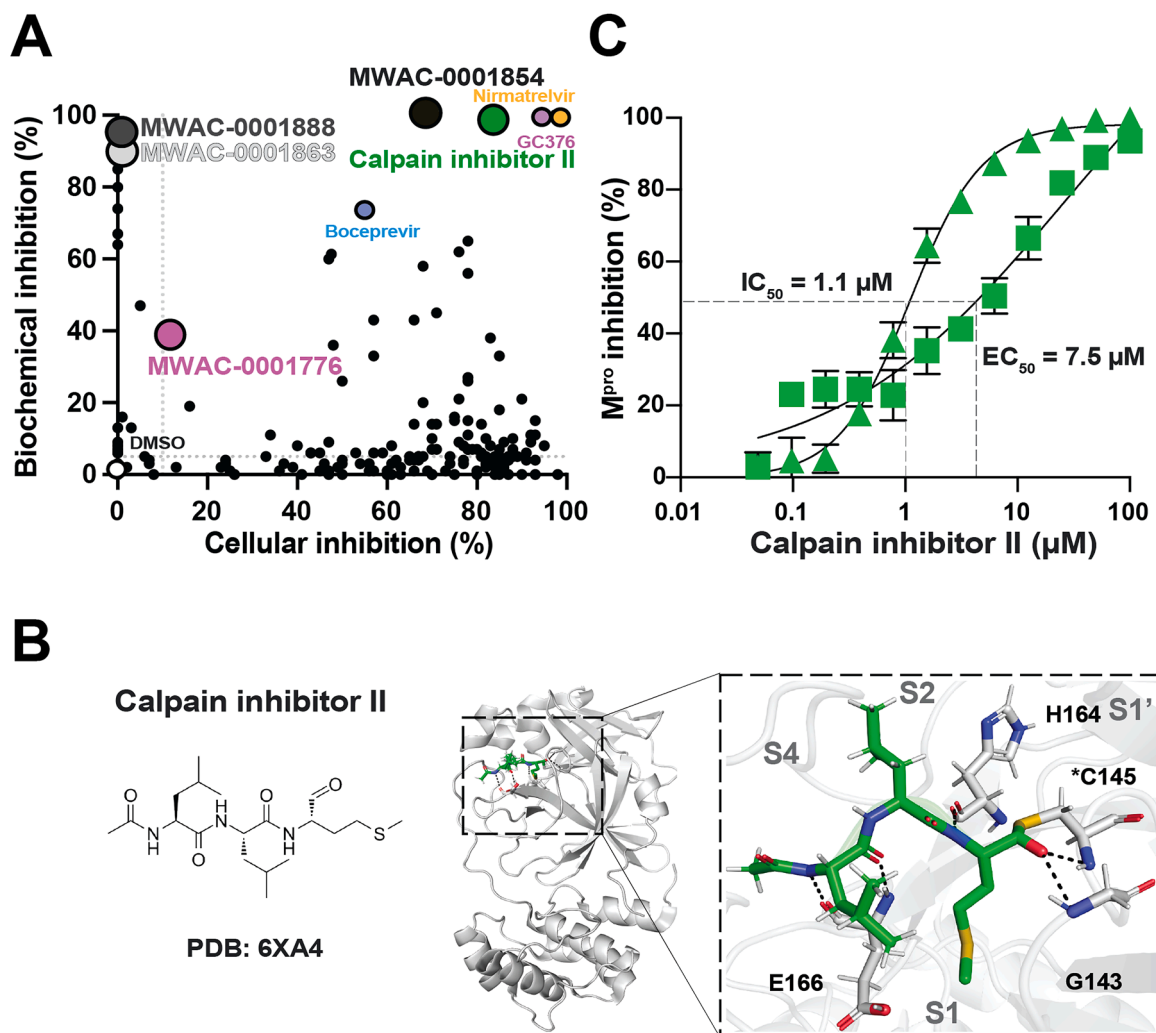 A
MWAC-0001854
Nirmatrelvir
100
MWAC-0001888
MWAC-0001863
GC376
Calpain inhibitor II
80
Boceprevir
60
40
MWAC-0001776
20
DMSO
0
0 20 40 60 80 100
Biochemical inhibition (%)
Cellular inhibition (%)
C
100
80
60
IC50 = 1.1 µM
40
EC50 = 7.5 µM
20
0
0.01 0.1 1 10 100
Mpro inhibition (%)
Calpain inhibitor II (µM)
B
Calpain inhibitor II
O
N
H
O
H
N
O
N
H
O
S
PDB: 6XA4
S2
H164
S1'
S4
*C145
E166
G143
S1